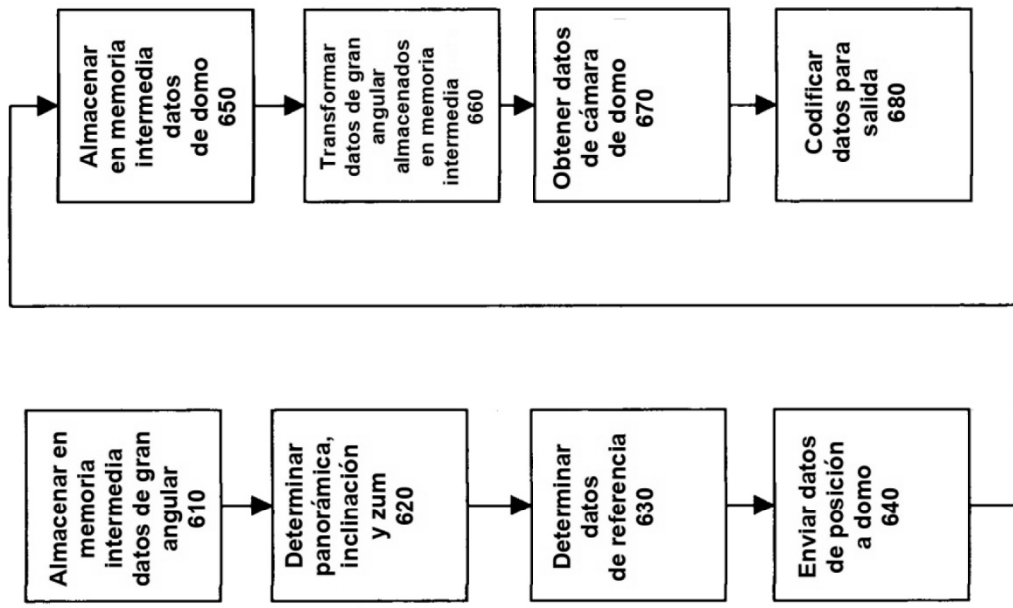 Almacenar en
memoria
intermedia
datos de gran
angular
610
Determinar
panorámica,
inclinación
y zum
620
Determinar
datos
de referencia
630
Enviar datos
de posición
a domo
640
Almacenar
en memoria
intermedia
datos
de domo
650
Transformar
datos de gran
angular
almacenados
en memoria
intermedia
660
Obtener datos
de cámara
de domo
670
Codificar
datos para
salida
680